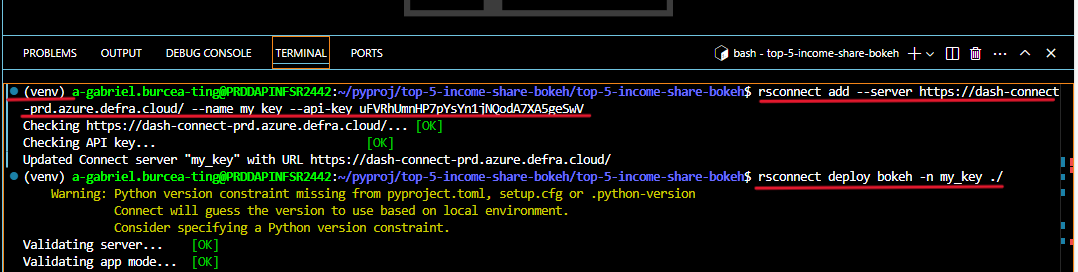 PROBLEMS OUTPUT DEBUG CONSOLE TERMINAL PORTS bash - top-5-income-share-bokeh
(venv) a-gabriel.burcea-ting@PRDDAPINFSR2442:~/pyproj/top-5-income-share-bokeh/top-5-income-share-bokeh$ rsconnect add --server https://dash-connect
-prd.azure.defra.cloud/ --name my_key --api-key uFVRhUmnHP7pYsYn1jNQodA7XA5geSwV
Checking https://dash-connect-prd.azure.defra.cloud/... [OK]
Checking API key... [OK]
Updated Connect server "my_key" with URL https://dash-connect-prd.azure.defra.cloud/
(venv) a-gabriel.burcea-ting@PRDDAPINFSR2442:~/pyproj/top-5-income-share-bokeh/top-5-income-share-bokeh$ rsconnect deploy bokeh -n my_key ./
Warning: Python version constraint missing from pyproject.toml, setup.cfg or .python-version
Connect will guess the version to use based on local environment.
Consider specifying a Python version constraint.
Validating server... [OK]
Validating app mode... [OK]